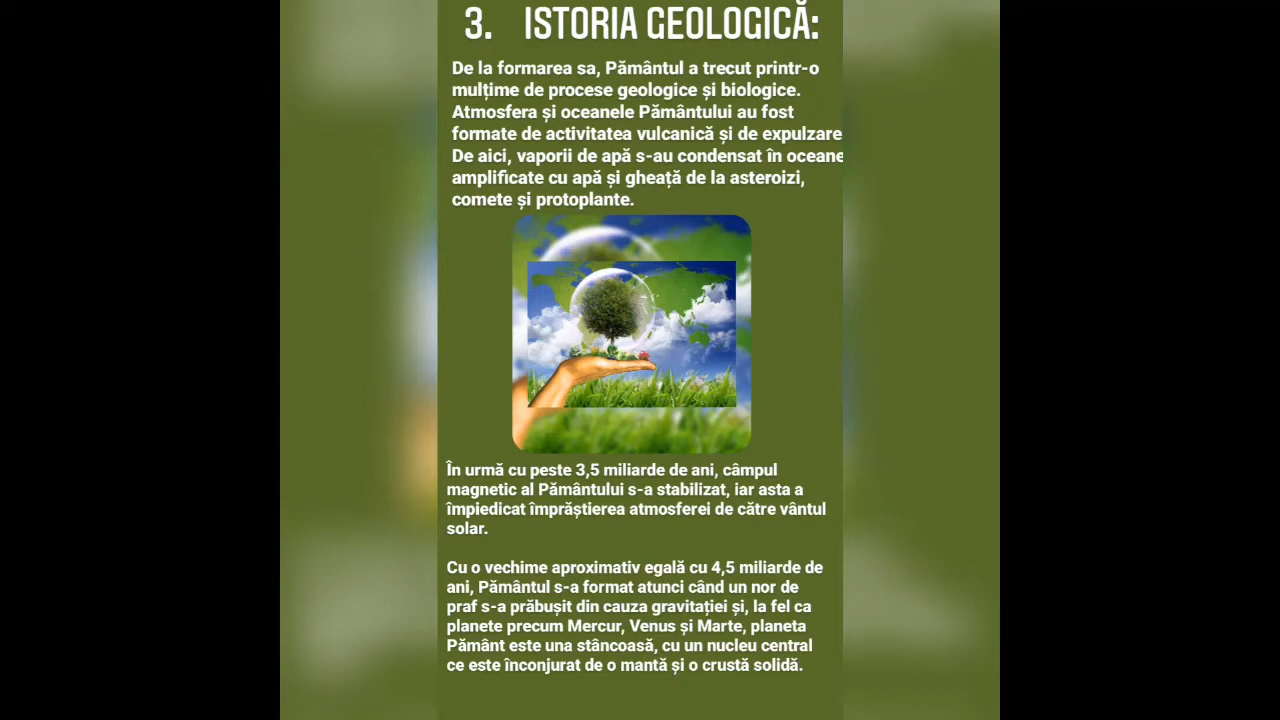 3. ISTORIA GEOLOGICĂ:
De la formarea sa, Pământul a trecut printr-o
mulțime de procese geologice și biologice.
Atmosfera și oceanele Pământului au fost
formate de activitatea vulcanică și de expulzare
De aici, vaporii de apă s-au condensat în oceane
amplificate cu apă și gheață de la asteroizi,
comete și protoplante.
În urmă cu peste 3,5 miliarde de ani, câmpul
magnetic al Pământului s-a stabilizat, iar asta a
împiedicat împrăștierea atmosferei de către vântul
solar.
Cu o vechime aproximativ egală cu 4,5 miliarde de
ani, Pământul s-a format atunci când un nor de
praf s-a prăbușit din cauza gravitației și, la fel ca
planete precum Mercur, Venus și Marte, planeta
Pământ este una stâncoasă, cu un nucleu central
ce este înconjurat de o mantă și o crustă solidă.